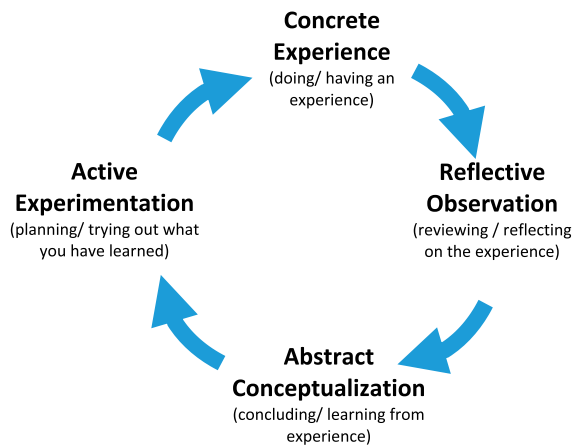 Concrete
Experience
(doing/ having an
experience)
Reflective
Observation
(reviewing / reflecting
on the experience)
Abstract
Conceptualization
(concluding/ learning from
experience)
Active
Experimentation
(planning/ trying out what
you have learned)